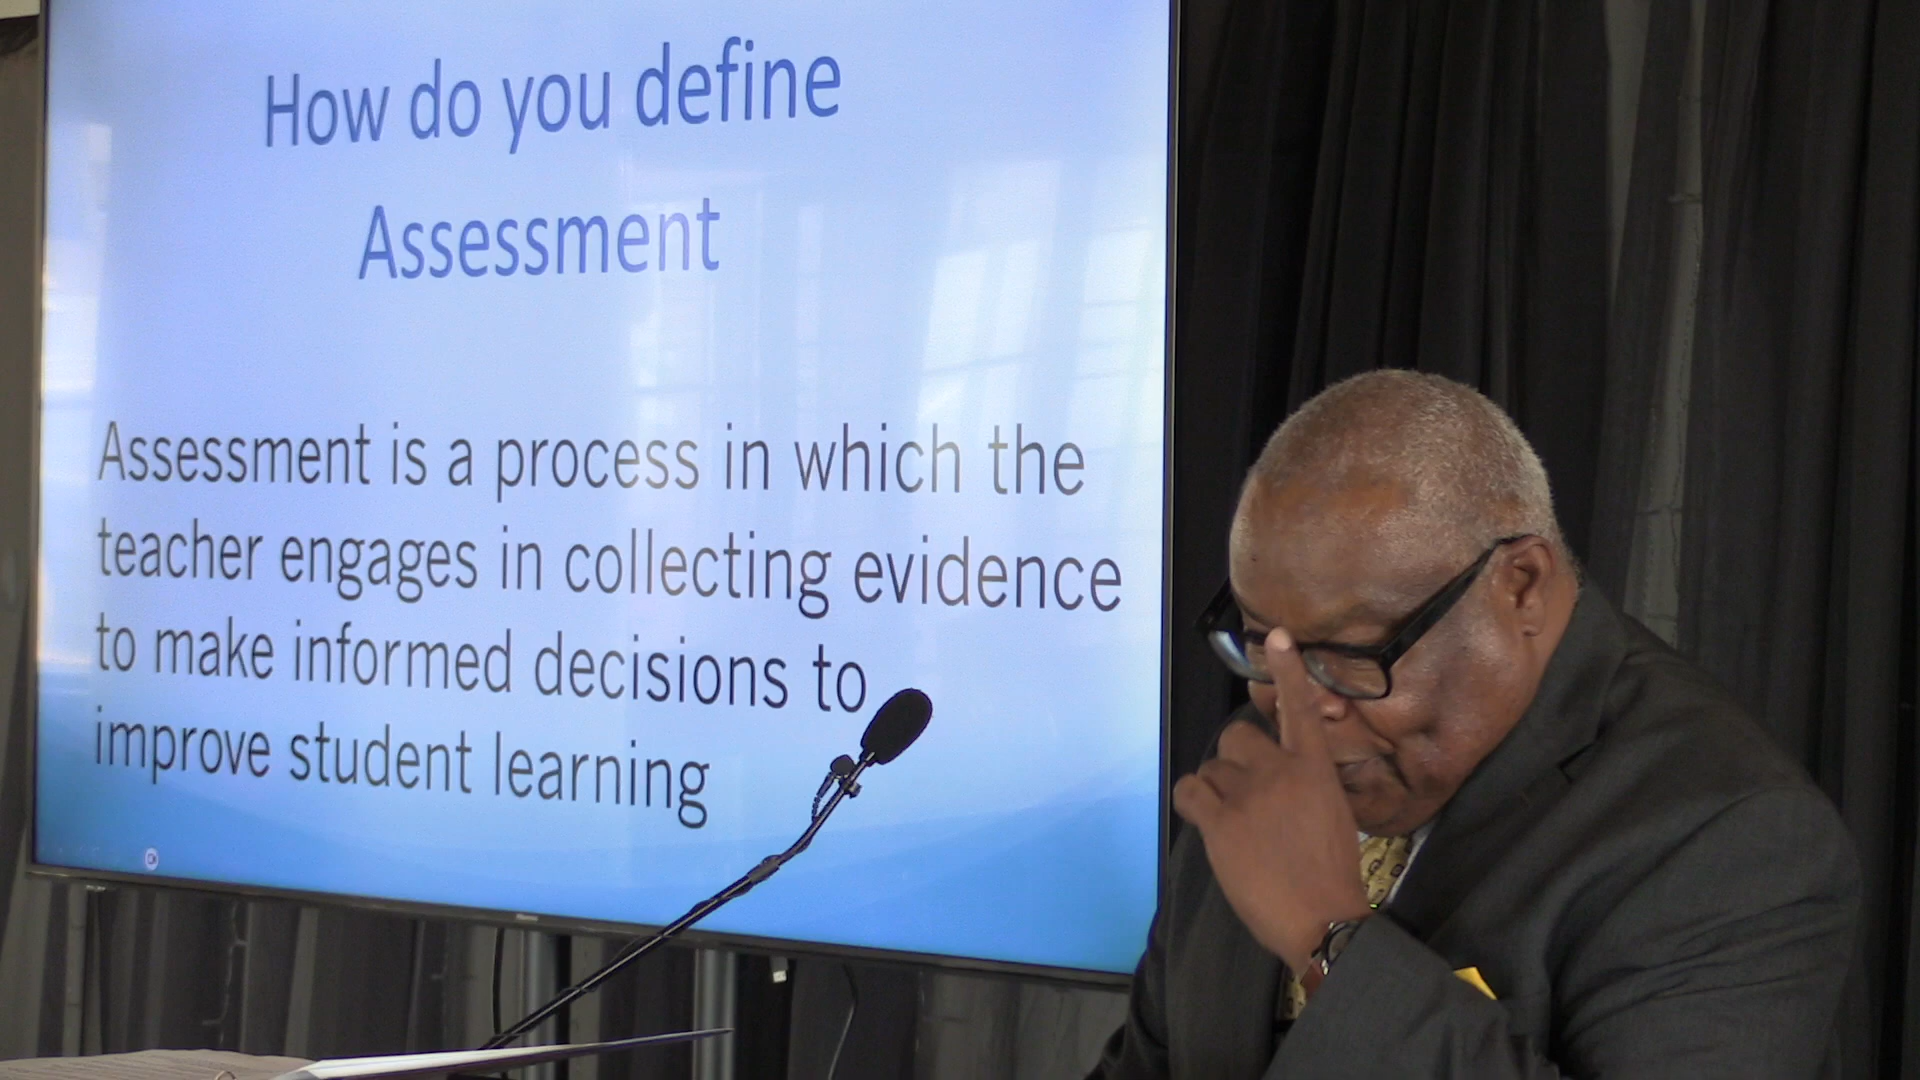 How do you define
Assessment
Assessment is a process in which the
teacher engages in collecting evidence
to make informed decisions to
improve student learning